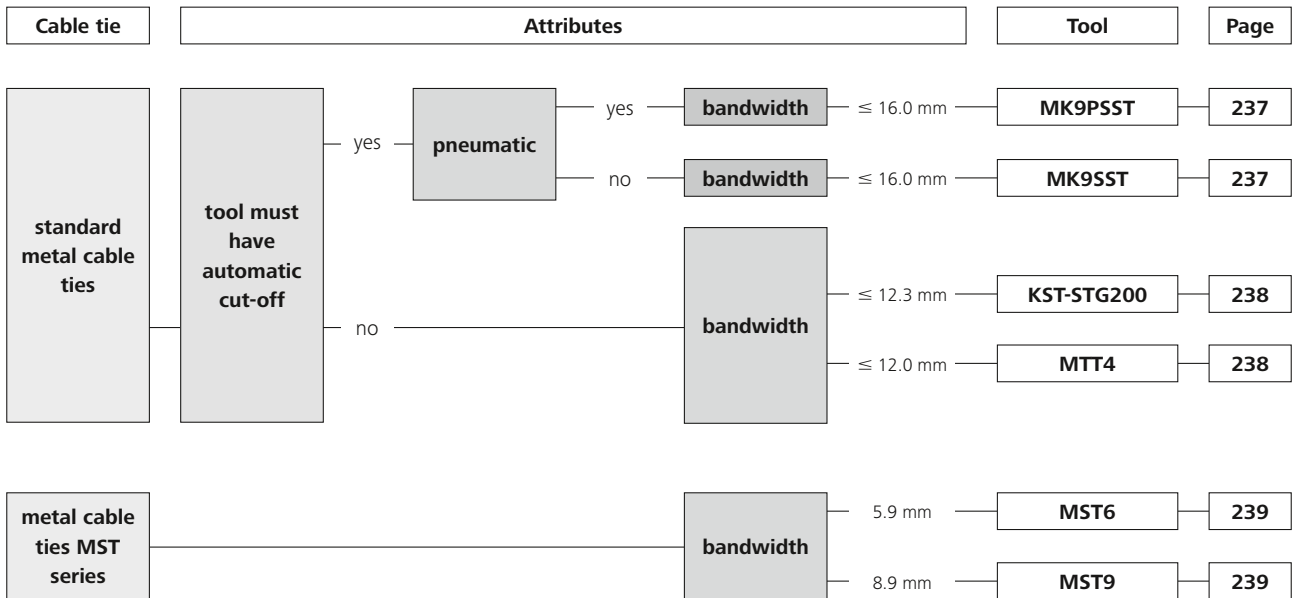 Cable tie
Attributes
Tool
Page
standard
metal cable
ties
tool must
have
automatic
cut-off
yes
pneumatic
yes
bandwidth
≤ 16.0 mm
MK9PSST
237
no
bandwidth
≤ 16.0 mm
MK9SST
237
no
bandwidth
≤ 12.3 mm
KST-STG200
238
≤ 12.0 mm
MTT4
238
metal cable
ties MST
series
bandwidth
5.9 mm
MST6
239
8.9 mm
MST9
239